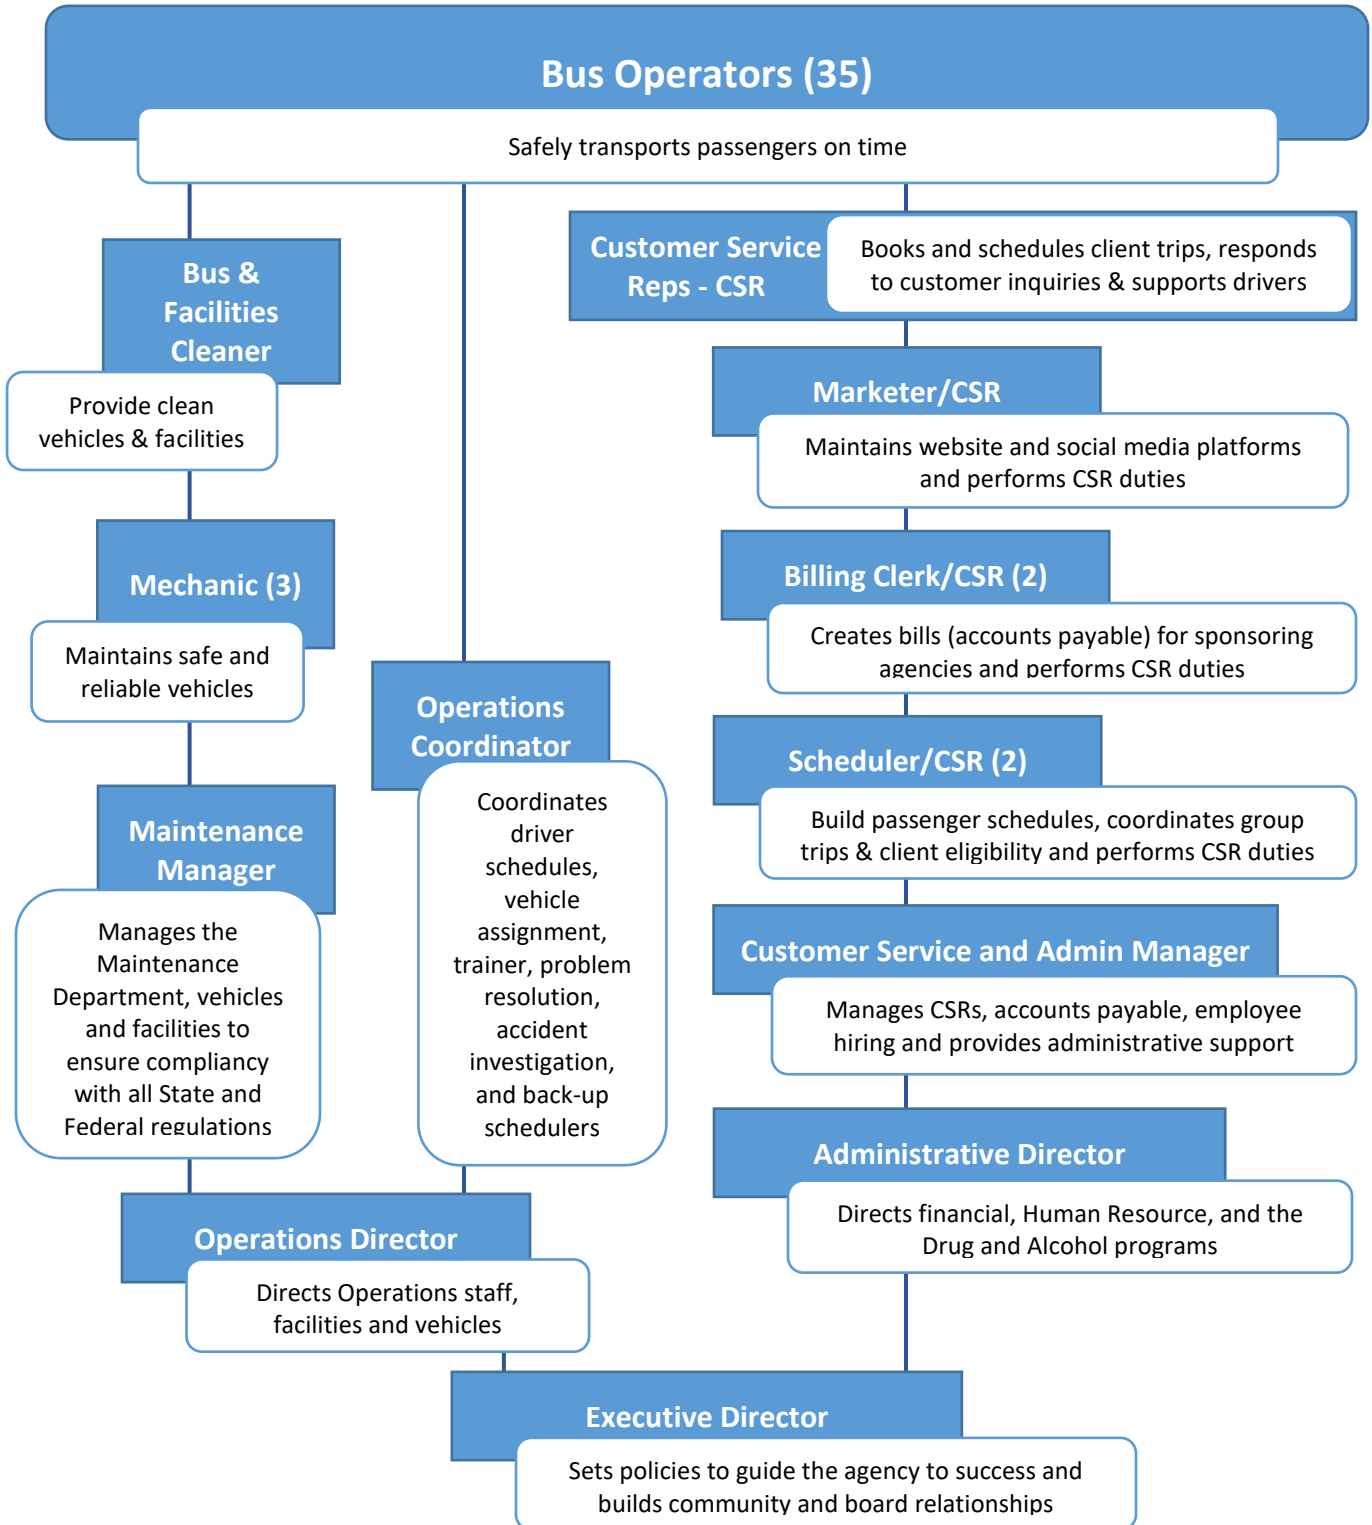 Bus Operators (35)
Safely transports passengers on time
Bus &
Facilities
Cleaner
Provide clean
vehicles & facilities
Mechanic (3)
Maintains safe and
reliable vehicles
Maintenance
Manager
Manages the
Maintenance
Department, vehicles
and facilities to
ensure compliancy
with all State and
Federal regulations
Operations
Coordinator
Coordinates
driver
schedules,
vehicle
assignment,
trainer, problem
resolution,
accident
investigation,
and back-up
schedulers
Operations Director
Directs Operations staff,
facilities and vehicles
Customer Service
Reps - CSR
Books and schedules client trips, responds
to customer inquiries & supports drivers
Marketer/CSR
Maintains website and social media platforms
and performs CSR duties
Billing Clerk/CSR (2)
Creates bills (accounts payable) for sponsoring
agencies and performs CSR duties
Scheduler/CSR (2)
Build passenger schedules, coordinates group
trips & client eligibility and performs CSR duties
Customer Service and Admin Manager
Manages CSRs, accounts payable, employee
hiring and provides administrative support
Administrative Director
Directs financial, Human Resource, and the
Drug and Alcohol programs
Executive Director
Sets policies to guide the agency to success and
builds community and board relationships